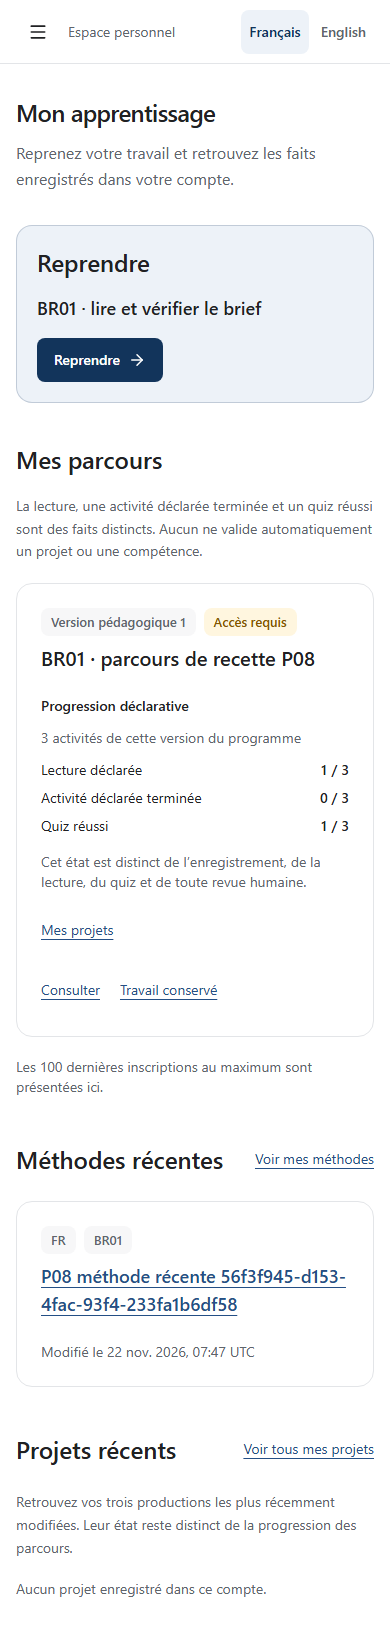 Espace personnel
Français
English
Mon apprentissage
Reprenez votre travail et retrouvez les faits
enregistrés dans votre compte.
Reprendre
BR01 · lire et vérifier le brief
Reprendre →
Mes parcours
La lecture, une activité déclarée terminée et un quiz réussi
sont des faits distincts. Aucun ne valide automatiquement
un projet ou une compétence.
Version pédagogique 1
Accès requis
BR01 · parcours de recette P08
Progression déclarative
3 activités de cette version du programme
Lecture déclarée 1 / 3
Activité déclarée terminée 0 / 3
Quiz réussi 1 / 3
Cet état est distinct de l’enregistrement, de la
lecture, du quiz et de toute revue humaine.
Mes projets
Consulter
Travail conservé
Les 100 dernières inscriptions au maximum sont
présentées ici.
Méthodes récentes
Voir mes méthodes
FR
BR01
P08 méthode récente 56f3f945-d153-
4fac-93f4-233fa1b6df58
Modifié le 22 nov. 2026, 07:47 UTC
Projets récents
Voir tous mes projets
Retrouvez vos trois productions les plus récemment
modifiées. Leur état reste distinct de la progression des
parcours.
Aucun projet enregistré dans ce compte.